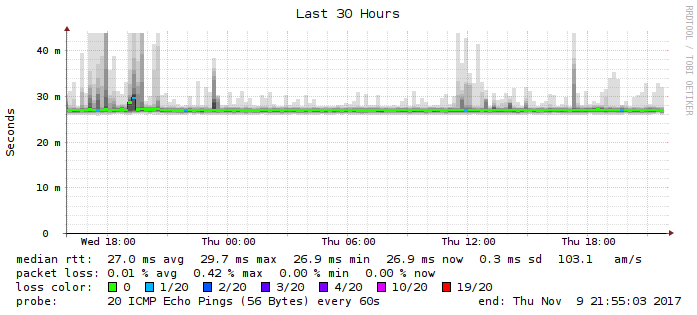 Last 30 Hours
RRDTOOL / TOBI OETIKER
Seconds
40 m
30 m
20 m
10 m
0
Wed 18:00 Thu 00:00 Thu 06:00 Thu 12:00 Thu 18:00
median rtt: 27.0 ms avg 29.7 ms max 26.9 ms min 26.9 ms now 0.3 ms sd 103.1 am/s
packet loss: 0.01 % avg 0.42 % max 0.00 % min 0.00 % now
loss color: 0 1/20 2/20 3/20 4/20 10/20 19/20
probe: 20 ICMP Echo Pings (56 Bytes) every 60s end: Thu Nov 9 21:55:03 2017